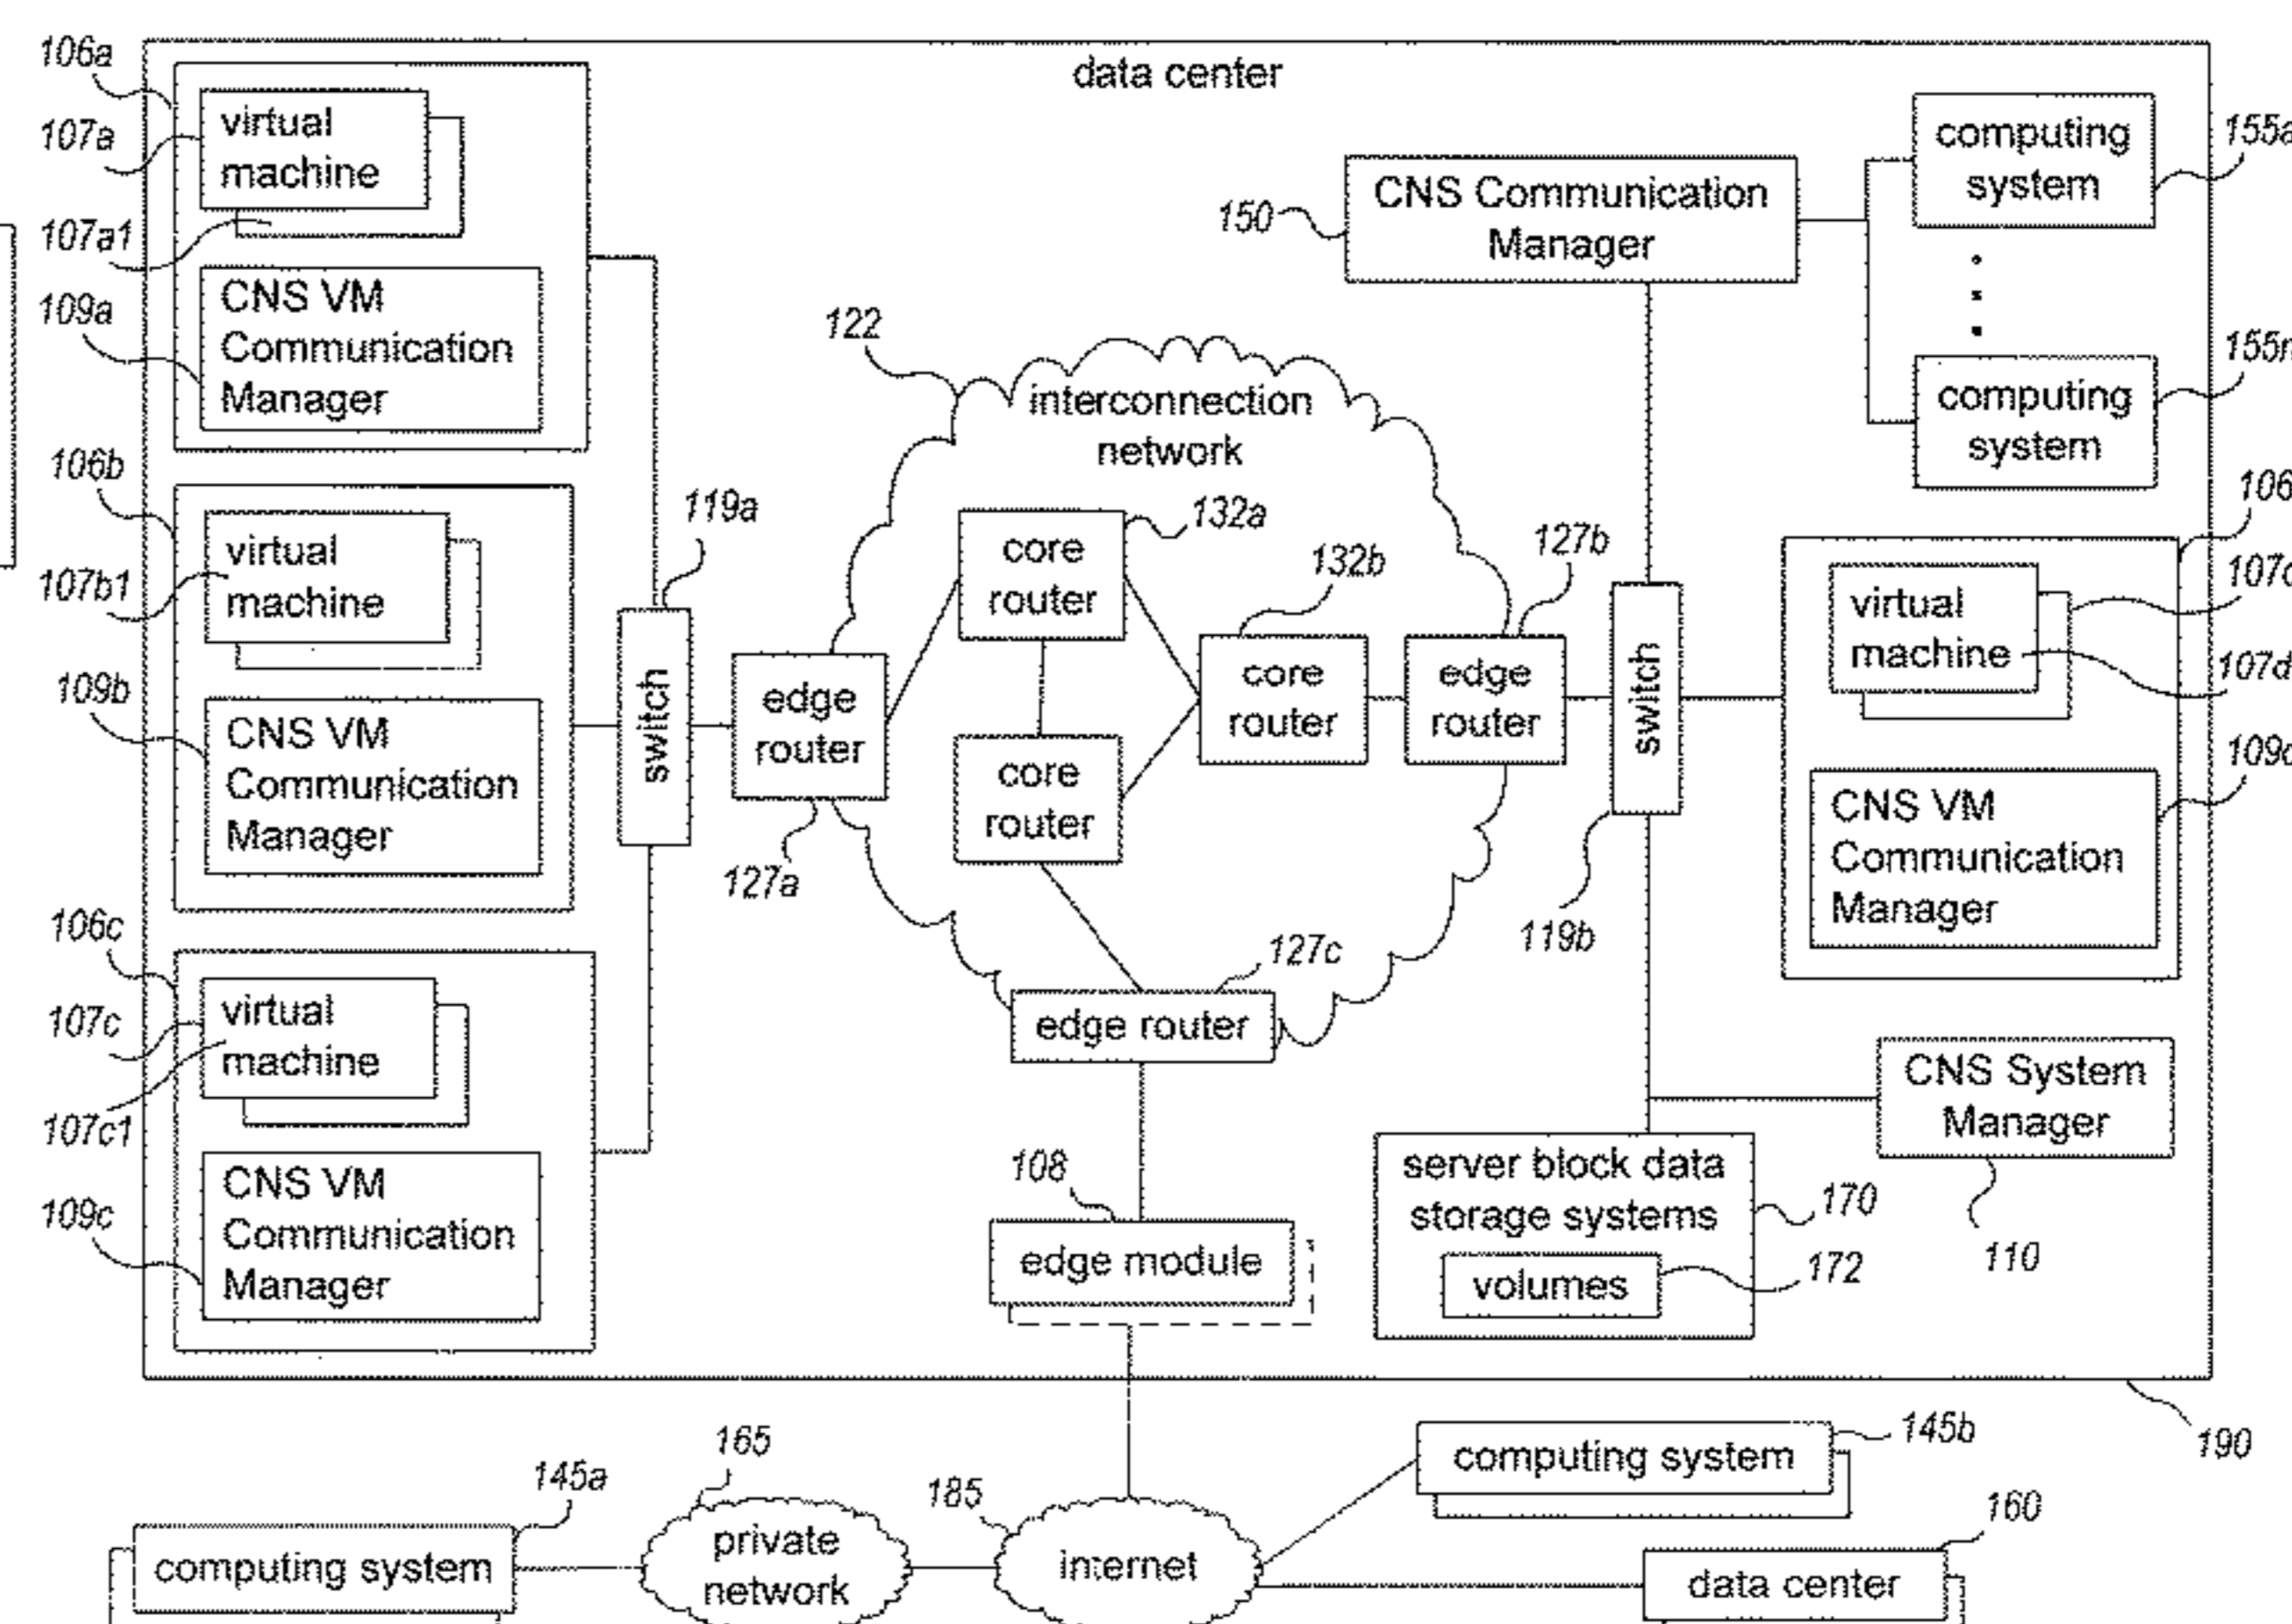 data center
106a
107a
virtual
machine
107a1
109a
CNS VM
Communication
Manager
106b
virtual
machine
107b1
109b
CNS VM
Communication
Manager
106c
107c
virtual
machine
107c1
109c
CNS VM
Communication
Manager
119a
switch
122
interconnection
network
132a
core
router
132b
core
router
127b
edge
router
edge
router
127a
core
router
127c
edge router
108
edge module
150
CNS Communication
Manager
computing
system
155a
computing
system
switch
119b
106
virtual
machine
107d
CNS VM
Communication
Manager
CNS System
Manager
110
server block data
storage systems
170
volumes
172
190
145a
computing system
165
private
network
185
internet
145b
computing system
160
data center